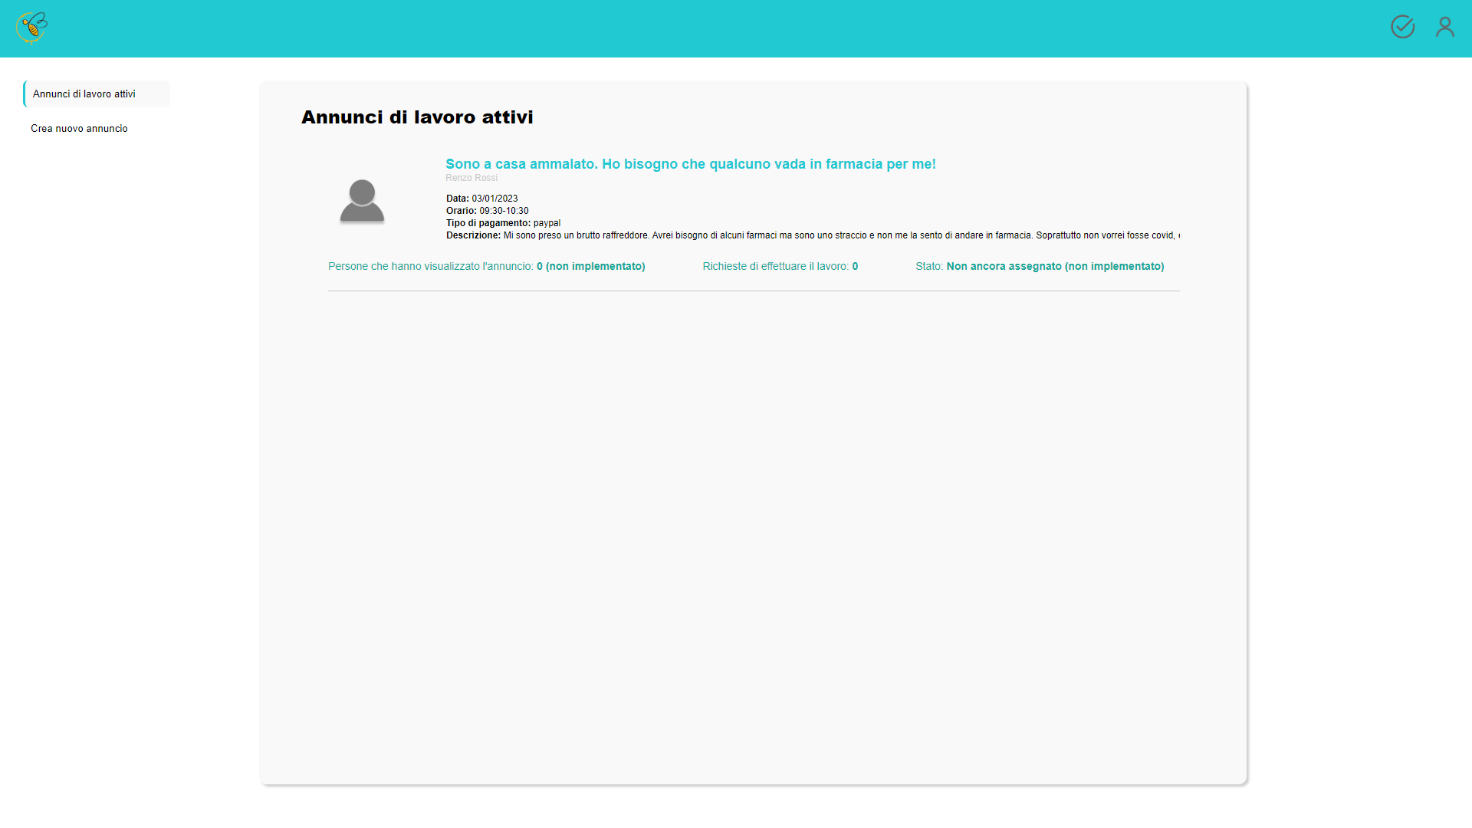 Annunci di lavoro attivi
Crea nuovo annuncio
Annunci di lavoro attivi
Sono a casa ammalato. Ho bisogno che qualcuno vada in farmacia per me!
Renzo Rossi
Data: 03/01/2023
Orario: 09:30-10:30
Tipo di pagamento: paypal
Descrizione: Mi sono preso un brutto raffreddore. Avrei bisogno di alcuni farmaci ma sono uno straccio e non me la sento di andare in farmacia. Soprattutto non vorrei fosse covid,
Persone che hanno visualizzato l'annuncio: 0 (non implementato) Richieste di effettuare il lavoro: 0 Stato: Non ancora assegnato (non implementato)